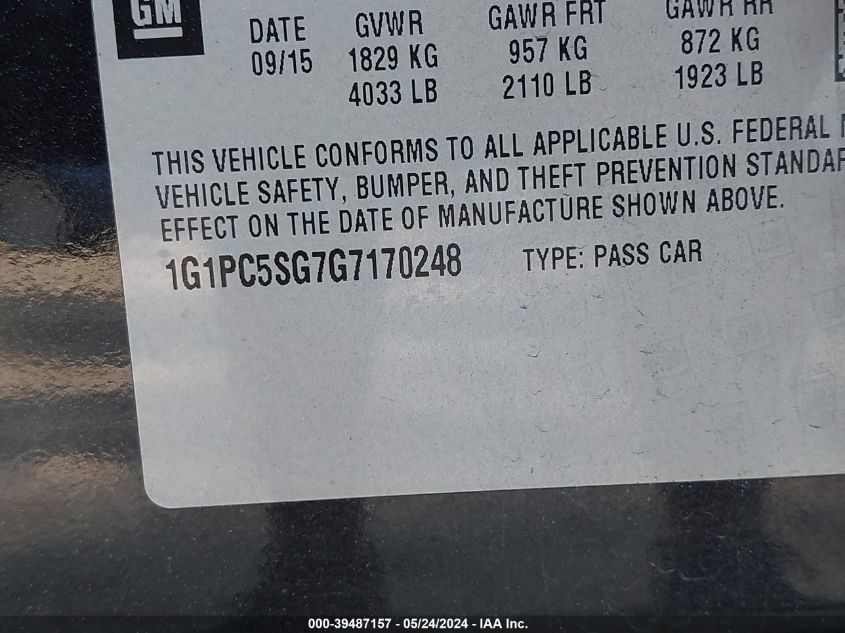 GM
DATE GVWR GAWR FRT GAWR RR
09/15 1829 KG 957 KG 872 KG
4033 LB 2110 LB 1923 LB
THIS VEHICLE CONFORMS TO ALL APPLICABLE U.S. FEDERAL
VEHICLE SAFETY, BUMPER, AND THEFT PREVENTION STANDAR
EFFECT ON THE DATE OF MANUFACTURE SHOWN ABOVE.
1G1PC5SG7G7170248 TYPE: PASS CAR
000-39487157 - 05/24/2024 - IAA Inc.